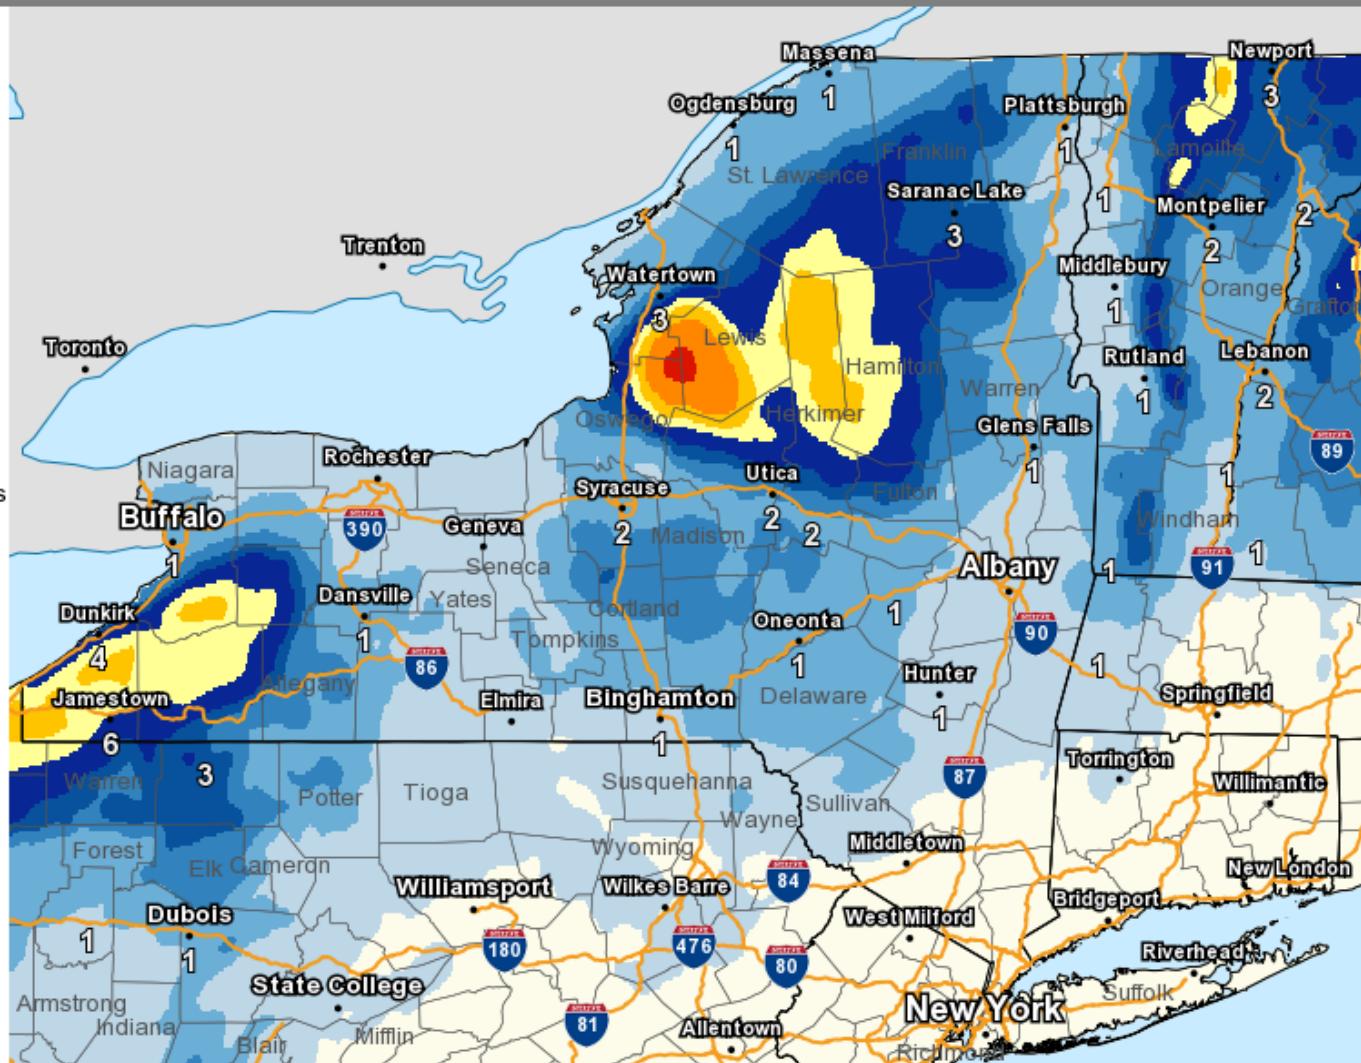 Massena
1
Newport
3
Ogdensburg
1
Plattsburgh
1
Franklin
Lamoille
St. Lawrence
Saranac Lake
3
1
Montpelier
2
2
Trenton
Watertown
3
Middlebury
1
Orange
Grafton
Toronto
Lewis
Hamilton
Rutland
1
Lebanon
2
Warren
Oswego
Herkimer
Glens Falls
1
89
Niagara
Rochester
Syracuse
2
Utica
2
2
Fulton
1
s
Buffalo
1
390
Geneva
Madison
Windham
1
Seneca
Albany
1
91
Dunkirk
4
Dansville
1
Yates
Cortland
Tompkins
Oneonta
1
1
90
86
Allegany
Jamestown
6
Elmira
Binghamton
1
Delaware
Hunter
1
1
Springfield
Warren
3
Potter
Tioga
Susquehanna
Wayne
Sullivan
87
Torrington
Willimantic
Forest
Elk
Cameron
Wyoming
Middletown
New London
Williamsport
Wilkes Barre
84
Bridgeport
Dubois
1
1
180
476
80
West Milford
Riverhead
State College
New York
Suffolk
Armstrong
Indiana
Blair
Mifflin
81
Allentown
Richmond